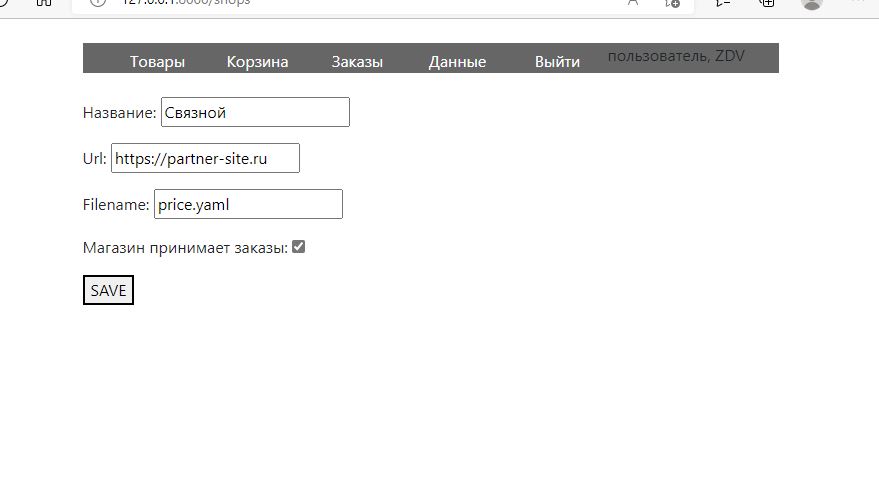 127.0.0.1:8000/shops
Товары Корзина Заказы Данные Выйти пользователь, ZDV
Название: Связной
Url: https://partner-site.ru
Filename: price.yaml
Магазин принимает заказы:
SAVE